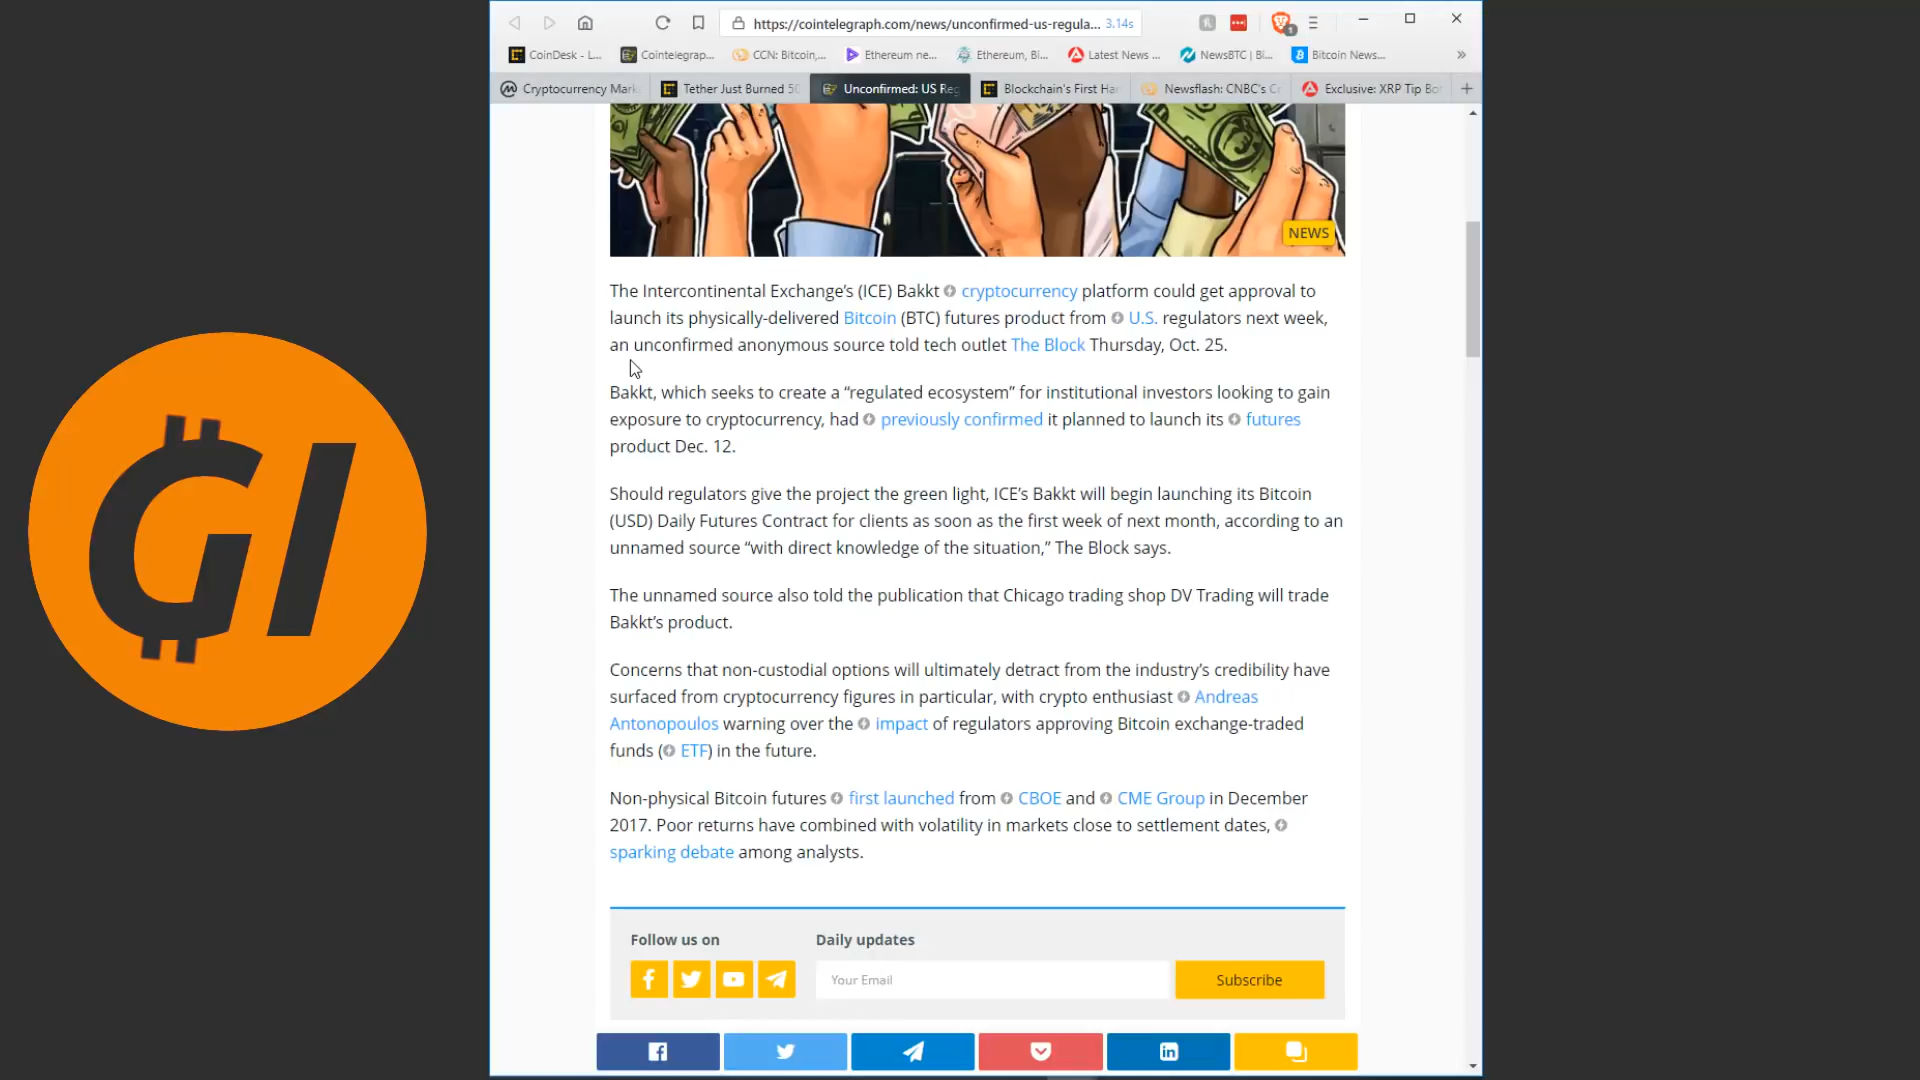 https://cointelegraph.com/news/unconfirmed-us-regula... 3.14s
1
CoinDesk - L... Cointelegrap... CCN: Bitcoin,... Ethereum ne... Ethereum, Bi... Latest News ... NewsBTC | Bi... Bitcoin News... »
Cryptocurrency Mark Tether Just Burned 50 Unconfirmed: US Reg Blockchain's First Ha Newsflash: CNBC's Cr Exclusive: XRP Tip Bo
NEWS
The Intercontinental Exchange’s (ICE) Bakkt cryptocurrency platform could get approval to
launch its physically-delivered Bitcoin (BTC) futures product from U.S. regulators next week,
an unconfirmed anonymous source told tech outlet The Block Thursday, Oct. 25.
Bakkt, which seeks to create a “regulated ecosystem” for institutional investors looking to gain
exposure to cryptocurrency, had previously confirmed it planned to launch its futures
product Dec. 12.
Should regulators give the project the green light, ICE’s Bakkt will begin launching its Bitcoin
(USD) Daily Futures Contract for clients as soon as the first week of next month, according to an
unnamed source “with direct knowledge of the situation,” The Block says.
The unnamed source also told the publication that Chicago trading shop DV Trading will trade
Bakkt’s product.
Concerns that non-custodial options will ultimately detract from the industry’s credibility have
surfaced from cryptocurrency figures in particular, with crypto enthusiast Andreas
Antonopoulos warning over the impact of regulators approving Bitcoin exchange-traded
funds (ETF) in the future.
Non-physical Bitcoin futures first launched from CBOE and CME Group in December
2017. Poor returns have combined with volatility in markets close to settlement dates,
sparking debate among analysts.
Follow us on Daily updates
Your Email Subscribe
GI